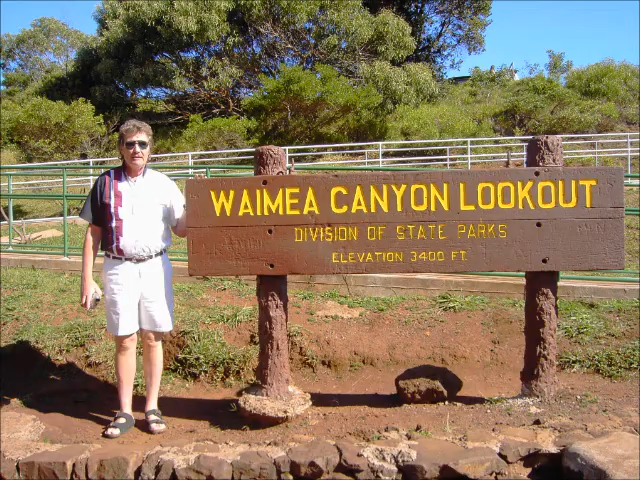 WAIMEA CANYON LOOKOUT
DIVISION OF STATE PARKS
ELEVATION 3400 FT.